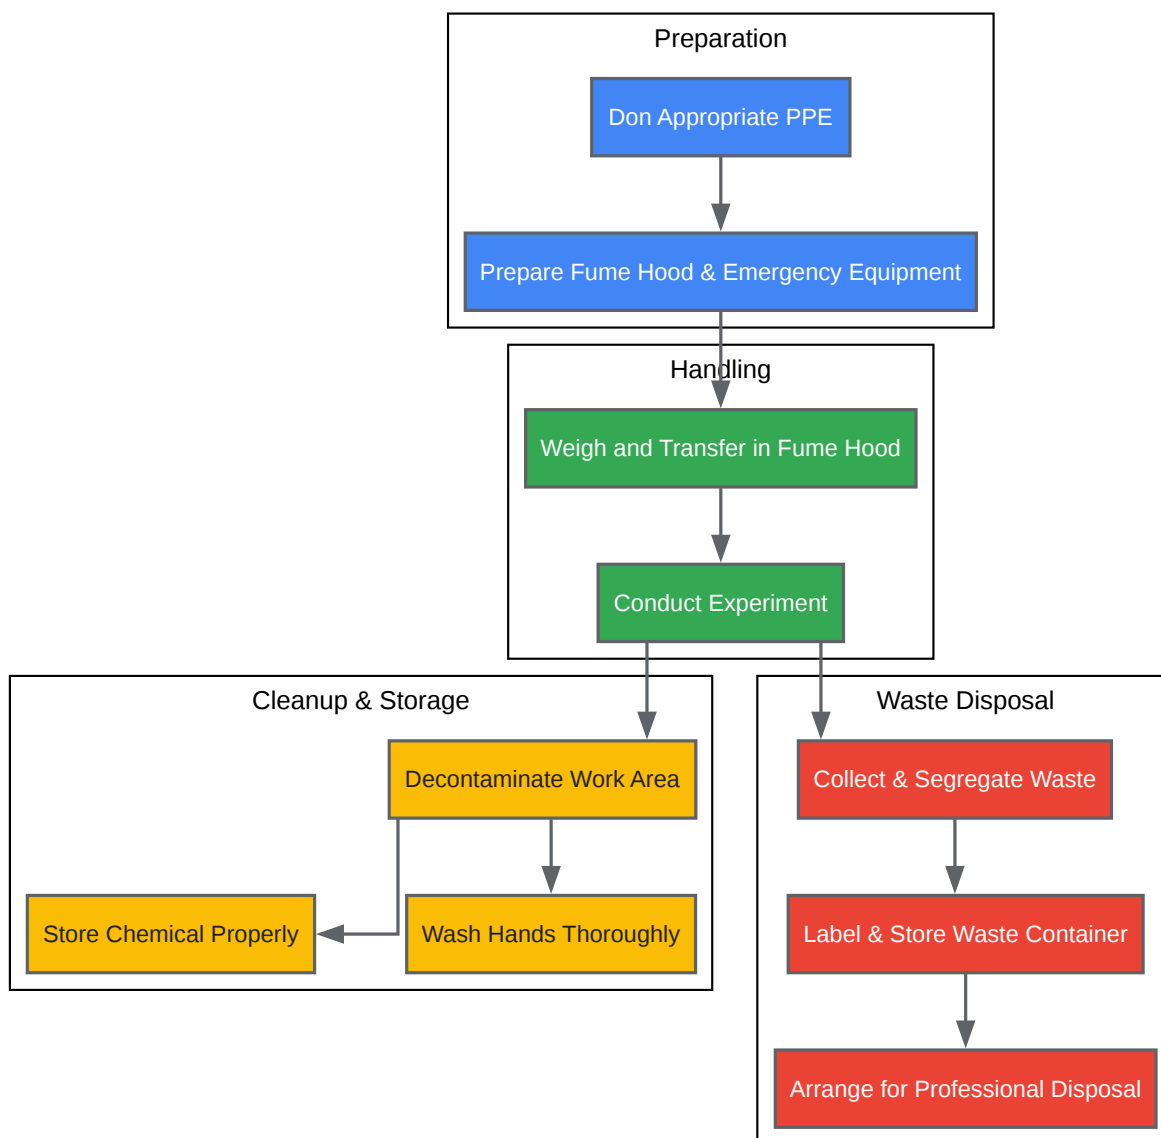 Preparation
Don Appropriate PPE
Prepare Fume Hood & Emergency Equipment
Handling
Weigh and Transfer in Fume Hood
Conduct Experiment
Cleanup & Storage
Decontaminate Work Area
Store Chemical Properly
Wash Hands Thoroughly
Waste Disposal
Collect & Segregate Waste
Label & Store Waste Container
Arrange for Professional Disposal